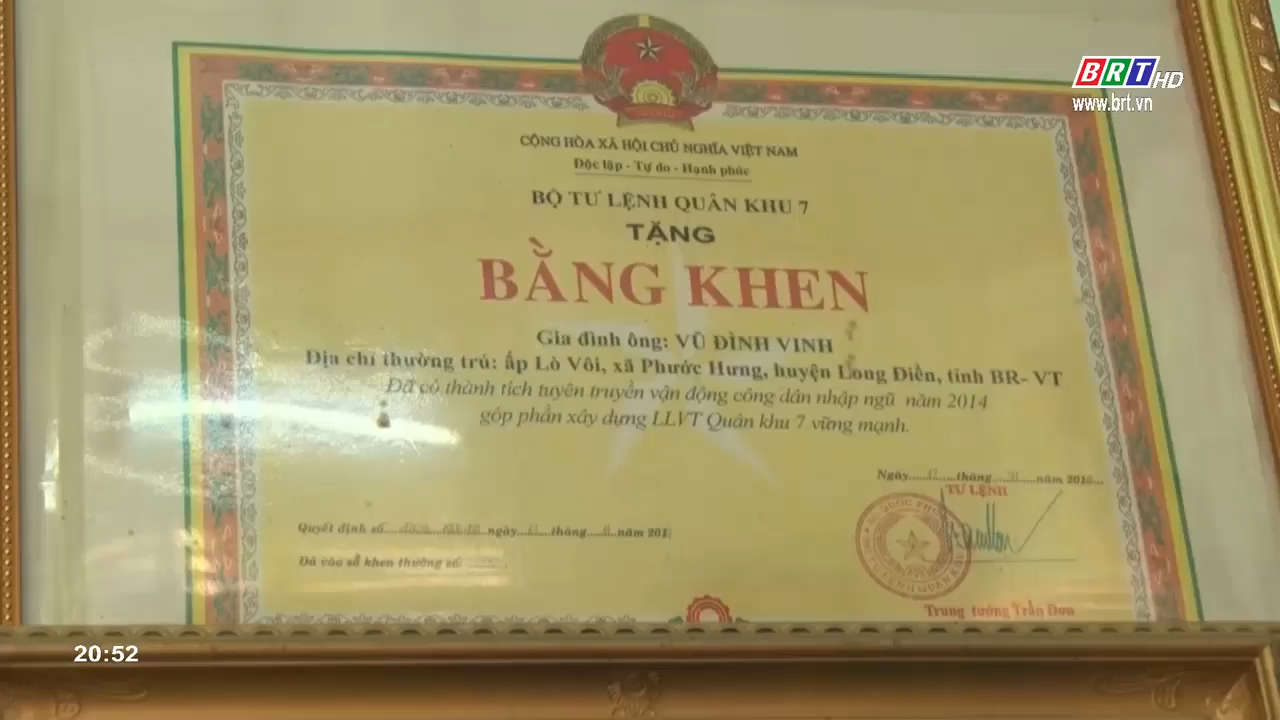 BRT HD
www.brt.vn
CỘNG HÒA XÃ HỘI CHỦ NGHĨA VIỆT NAM
Độc lập - Tự do - Hạnh phúc
BỘ TƯ LỆNH QUÂN KHU 7
TẶNG
BẰNG KHEN
Gia đình ông: VŨ ĐÌNH VINH
Địa chỉ thường trú: ấp Lò Vôi, xã Phước Hưng, huyện Long Điền, tỉnh BR- VT
Đã có thành tích tuyên truyền vận động công dân nhập ngũ năm 2014
góp phần xây dựng LLVT Quân khu 7 vững mạnh.
Ngày tháng năm
TƯ LỆNH
Quyết định số ngày tháng năm
Đã vào sổ khen thưởng số
Trung tướng Trần Đơn
20:52